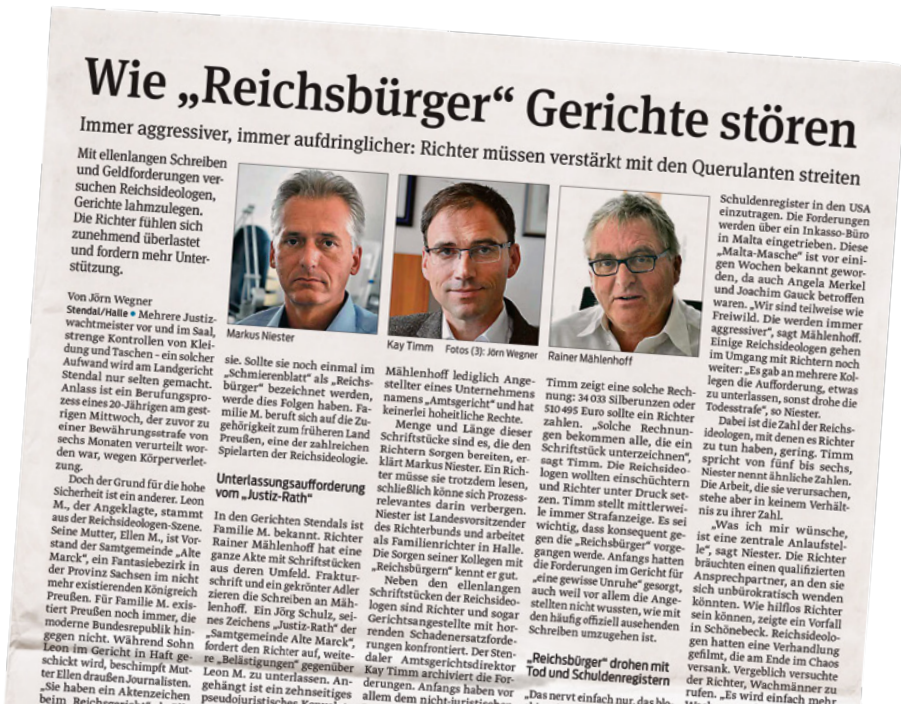 Wie „Reichsbürger“ Gerichte stören
Immer aggressiver, immer aufdringlicher: Richter müssen verstärkt mit den Querulanten streiten
Mit ellenlangen Schreiben
und Geldforderungen ver-
suchen Reichsideologen,
Gerichte lahmzulegen.
Die Richter fühlen sich
zunehmend überlastet
und fordern mehr Unter-
stützung.
Von Jörn Wegner
Stendal/Halle • Mehrere Justiz-
wachtmeister vor und im Saal,
strenge Kontrollen von Klei-
dung und Taschen – ein solcher
Aufwand wird am Landgericht
Stendal nur selten gemacht.
Anlass ist ein Berufungspro-
zess eines 20-Jährigen am gest-
rigen Mittwoch, der zuvor zu
einer Bewährungsstrafe von
sechs Monaten verurteilt wor-
den war, wegen Körperverlet-
zung.
Doch der Grund für die hohe
Sicherheit ist ein anderer. Leon
M., der Angeklagte, stammt
aus der Reichsideologen-Szene.
Seine Mutter, Ellen M., ist Vor-
stand der Samtgemeinde „Alte
Marck“, ein Fantasiebezirk in
der Provinz Sachsen im nicht
mehr existierenden Königreich
Preußen. Für Familie M. exis-
tiert Preußen noch immer, die
moderne Bundesrepublik hin-
gegen nicht. Während Sohn
Leon im Gericht in Haft ge-
schickt wird, beschimpft Mut-
ter Ellen draußen Journalisten.
„Sie haben ein Aktenzeichen
beim Reichsgericht“
Markus Niester
Kay Timm
Fotos (3): Jörn Wegner
Rainer Mählenhoff
sie. Sollte sie noch einmal im
„Schmierenblatt“ als „Reichs-
bürger“ bezeichnet werden,
werde dies Folgen haben. Fa-
milie M. beruft sich auf die Zu-
gehörigkeit zum früheren Land
Preußen, eine der zahlreichen
Spielarten der Reichsideologie.
Unterlassungsaufforderung
vom „Justiz-Rath“
In den Gerichten Stendals ist
Familie M. bekannt. Richter
Rainer Mählenhoff hat eine
ganze Akte mit Schriftstücken
aus deren Umfeld. Fraktur-
schrift und ein gekrönter Adler
zieren die Schreiben an Mäh-
lenhoff. Ein Jörg Schulz, sei-
nes Zeichens „Justiz-Rath“ der
„Samtgemeinde Alte Marck“,
fordert den Richter auf, weite-
re „Belästigungen“ gegenüber
Leon M. zu unterlassen. An-
gehängt ist ein zehnseitiges
pseudojuristisches
Mählenhoff lediglich Ange-
stellter eines Unternehmens
namens „Amtsgericht“ und hat
keinerlei hoheitliche Rechte.
Menge und Länge dieser
Schriftstücke sind es, die den
Richtern Sorgen bereiten, er-
klärt Markus Niester. Ein Rich-
ter müsse sie trotzdem lesen,
schließlich könne sich Prozess-
relevantes darin verbergen.
Niester ist Landesvorsitzender
des Richterbunds und arbeitet
als Familienrichter in Halle.
Die Sorgen seiner Kollegen mit
„Reichsbürgern“ kennt er gut.
Neben den ellenlangen
Schriftstücken der Reichsideo-
logen sind Richter und sogar
Gerichtsangestellte mit hor-
renden Schadenersatzforde-
rungen konfrontiert. Der Sten-
daler Amtsgerichtsdirektor
Kay Timm archiviert die For-
derungen. Anfangs haben vor
allem dem nicht-juristischen
Timm zeigt eine solche Rech-
nung: 34 033 Silberunzen oder
510 495 Euro sollte ein Richter
zahlen. „Solche Rechnun-
gen bekommen alle, die ein
Schriftstück unterzeichnen“,
sagt Timm. Die Reichsideo-
logen wollten einschüchtern
und Richter unter Druck set-
zen. Timm stellt mittlerwei-
le immer Strafanzeige. Es sei
wichtig, dass konsequent ge-
gen die „Reichsbürger“ vorge-
gangen werde. Anfangs hatten
die Forderungen im Gericht für
„eine gewisse Unruhe“ gesorgt,
auch weil vor allem die Ange-
stellten nicht wussten, wie mit
den häufig offiziell ausehenden
Schreiben umzugehen ist.
„Reichsbürger“ drohen mit
Tod und Schuldenregistern
„Das nervt einfach nur,
Schuldenregister in den USA
einzutragen. Die Forderungen
werden über ein Inkasso-Büro
in Malta eingetrieben. Diese
„Malta-Masche“ ist vor eini-
gen Wochen bekannt gewor-
den, da auch Angela Merkel
und Joachim Gauck betroffen
waren. „Wir sind teilweise wie
Freiwild. Die werden immer
aggressiver“, sagt Mählenhoff.
Einige Reichsideologen gehen
im Umgang mit Richtern noch
weiter: „Es gab an mehrere Kol-
legen die Aufforderung, etwas
zu unterlassen, sonst drohe die
Todesstrafe“, so Niester.
Dabei ist die Zahl der Reichs-
ideologen, mit denen es Richter
zu tun haben, gering. Timm
spricht von fünf bis sechs,
Niester nennt ähnliche Zahlen.
Die Arbeit, die sie verursachen,
stehe aber in keinem Verhält-
nis zu ihrer Zahl.
„Was ich mir wünsche,
ist eine zentrale Anlaufstel-
le“, sagt Niester. Die Richter
bräuchten einen qualifizierten
Ansprechpartner, an den sie
sich unbürokratisch wenden
könnten. Wie hilflos Richter
sein können, zeigte ein Vorfall
in Schönebeck. Reichsideolo-
gen hatten eine Verhandlung
gefilmt, die am Ende im Chaos
versank. Vergeblich versuchte
der Richter, Wachmänner zu
rufen. „Es wird einfach mehr